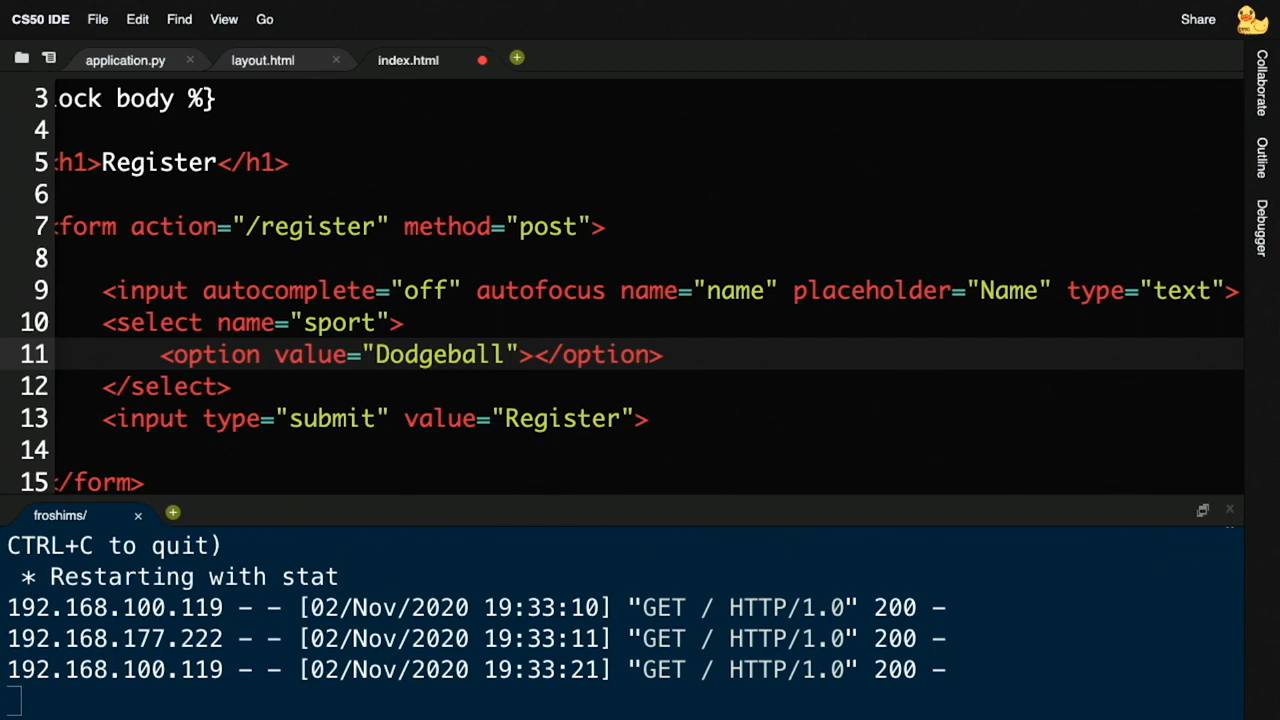 CS50 IDE File Edit Find View Go Share
application.py layout.html index.html
3 lock body %}
4
5 <h1>Register</h1>
6
7 <form action="/register" method="post">
8
9 <input autocomplete="off" autofocus name="name" placeholder="Name" type="text">
10 <select name="sport">
11 <option value="Dodgeball"></option>
12 </select>
13 <input type="submit" value="Register">
14
15 </form>
Collaborate
Outline
Debugger
froshims/
CTRL+C to quit)
* Restarting with stat
192.168.100.119 - - [02/Nov/2020 19:33:10] "GET / HTTP/1.0" 200 -
192.168.177.222 - - [02/Nov/2020 19:33:11] "GET / HTTP/1.0" 200 -
192.168.100.119 - - [02/Nov/2020 19:33:21] "GET / HTTP/1.0" 200 -